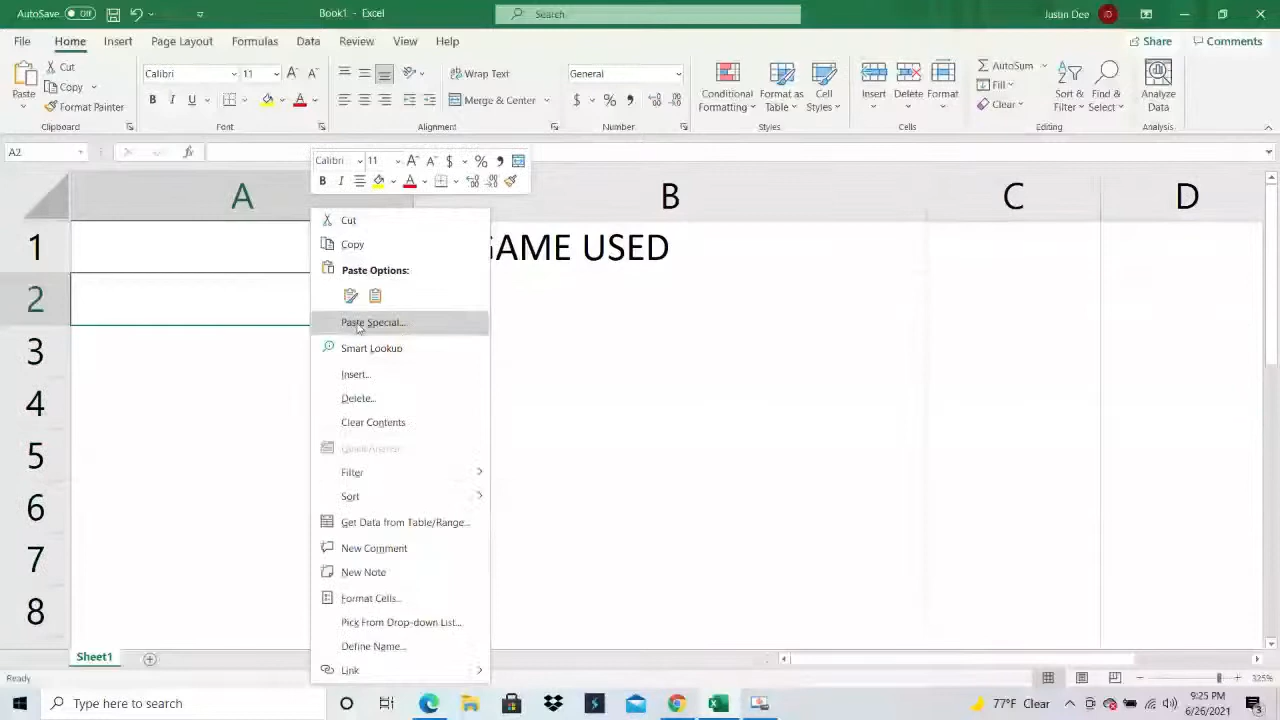 AutoSave Off Book1 - Excel Search Justin Dee
File Home Insert Page Layout Formulas Data Review View Help Share Comments
Paste Cut Copy Format Painter Clipboard
Calibri 11 B I U Font
Wrap Text Merge & Center Alignment
General $ % , Number
Conditional Formatting Format as Table Cell Styles Styles
Insert Delete Format Cells
AutoSum Fill Clear Sort & Filter Find & Select Editing
Analyze Data Analysis
A2 fx
Calibri 11 $ % ,
B I
A B C D
1 GAME USED
2
3
4
5
6
7
8
Cut
Copy
Paste Options:
Paste Special...
Smart Lookup
Insert...
Delete...
Clear Contents
Quick Analysis
Filter
Sort
Get Data from Table/Range...
New Comment
New Note
Format Cells...
Pick From Drop-down List...
Define Name...
Link
Sheet1
Ready 325%
Type here to search 77°F Clear 9:23 PM
6/26/2021 3